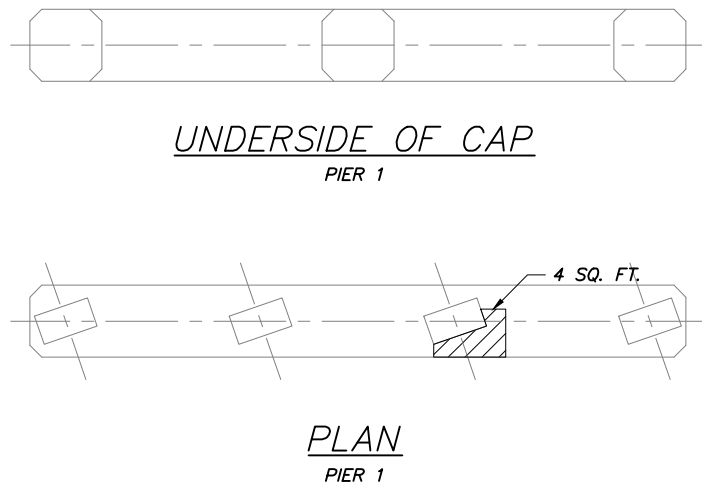 UNDERSIDE OF CAP
PIER 1
4 SQ. FT.
PLAN
PIER 1